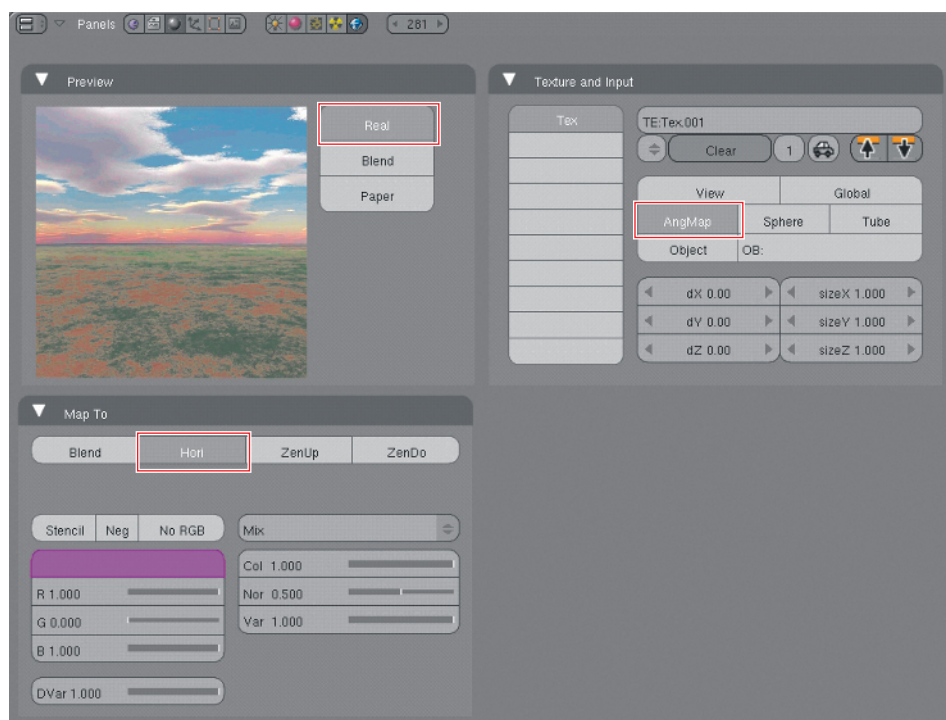 Panels 281
Preview
Real
Blend
Paper
Texture and Input
Tex
TE:Tex.001
Clear 1
View Global
AngMap Sphere Tube
Object OB:
dX 0.00 sizeX 1.000
dY 0.00 sizeY 1.000
dZ 0.00 sizeZ 1.000
Map To
Blend Hori ZenUp ZenDo
Stencil Neg No RGB Mix
Col 1.000
R 1.000 Nor 0.500
G 0.000 Var 1.000
B 1.000
DVar 1.000